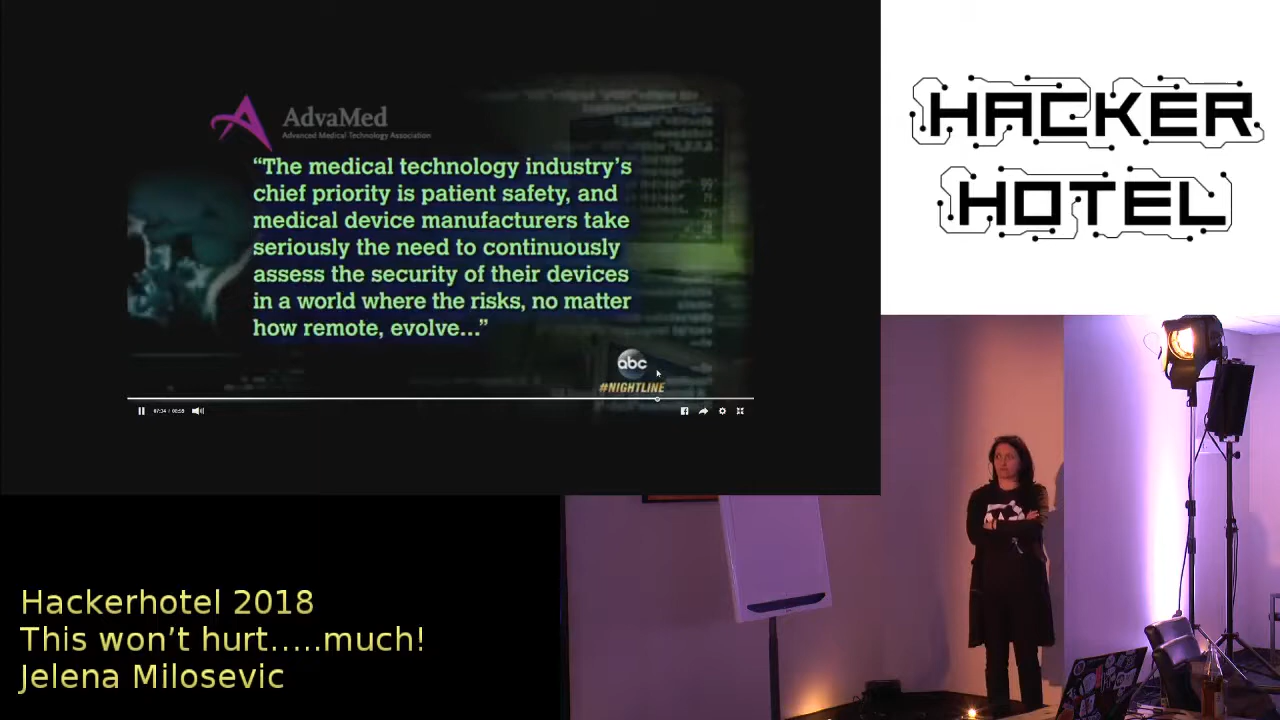 AdvaMed
Advanced Medical Technology Association
“The medical technology industry’s
chief priority is patient safety, and
medical device manufacturers take
seriously the need to continuously
assess the security of their devices
in a world where the risks, no matter
how remote, evolve...”
abc
#NIGHTLINE
HACKER
HOTEL
Hackerhotel 2018
This won’t hurt.....much!
Jelena Milosevic